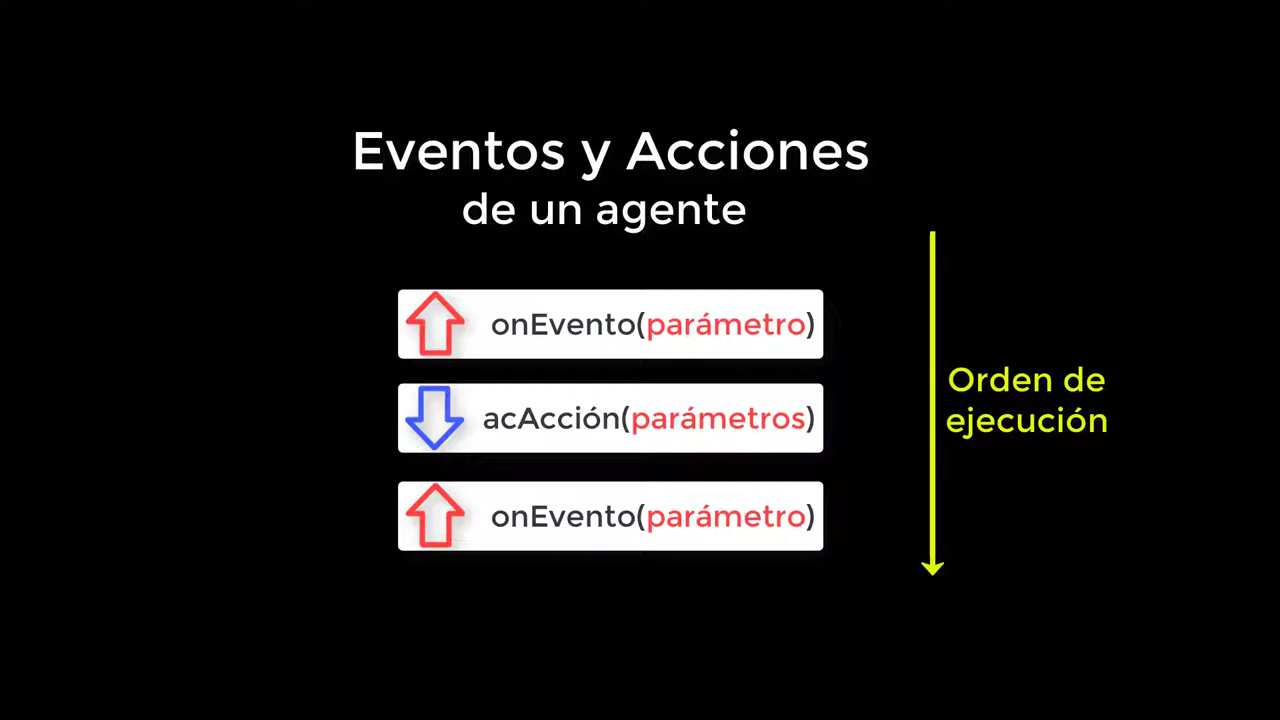 Eventos y Acciones
de un agente
onEvento(parámetro)
acAcción(parámetros)
onEvento(parámetro)
Orden de
ejecución